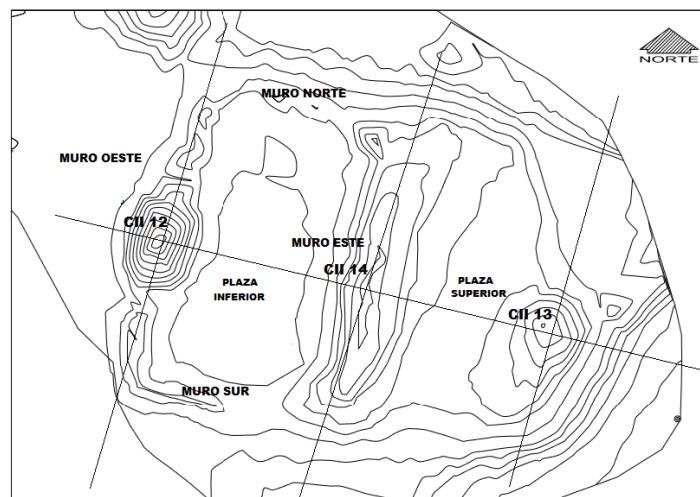 NORTE
MURO NORTE
MURO OESTE
CII 12
MURO ESTE
CII 14
PLAZA
INFERIOR
PLAZA
SUPERIOR
CII 13
MURO SUR